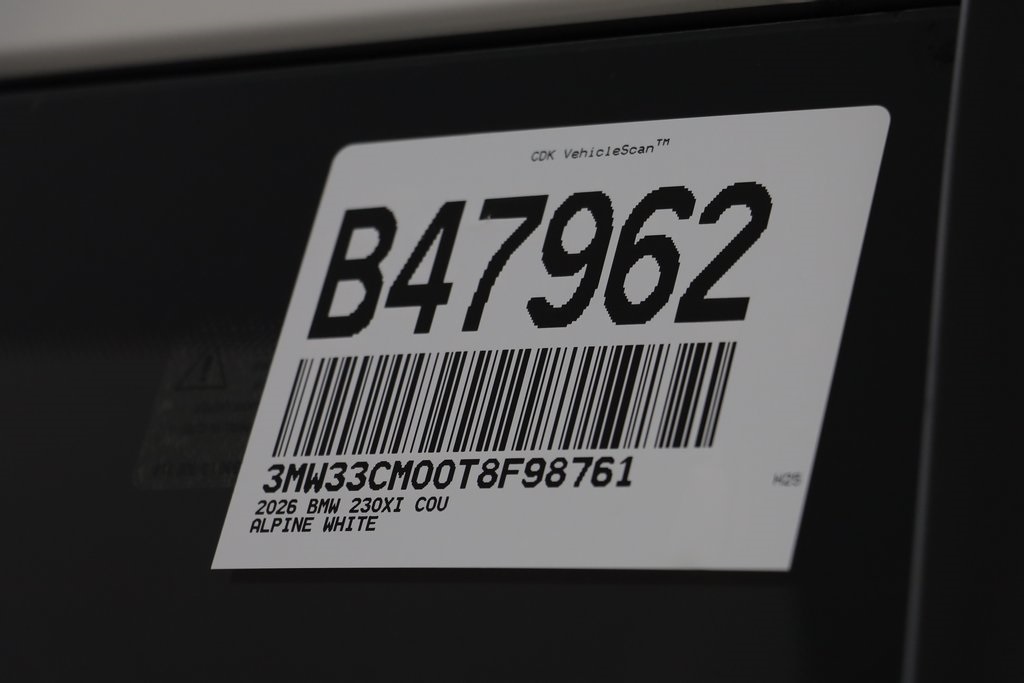 CDK VehicleScan™
B47962
3MW33CM00T8F98761
H25
2026 BMW 230XI COU
ALPINE WHITE